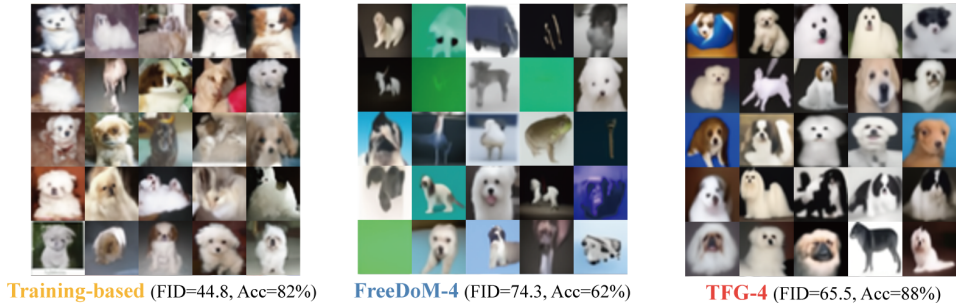 Training-based (FID=44.8, Acc=82%)
FreeDoM-4 (FID=74.3, Acc=62%)
TFG-4 (FID=65.5, Acc=88%)